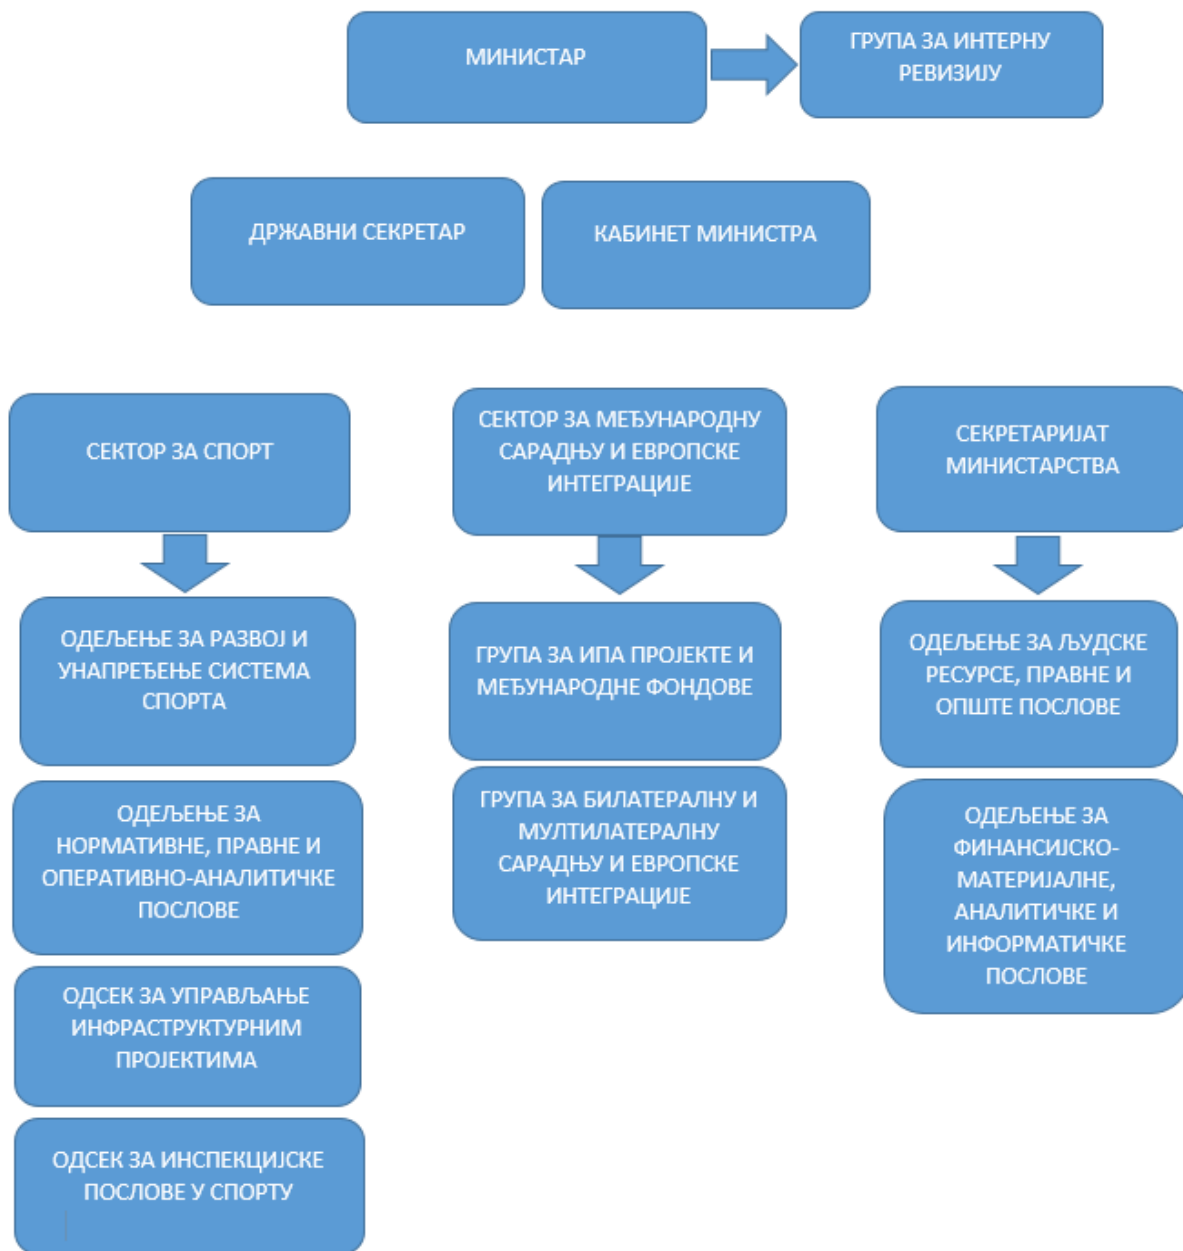 МИНИСТАР
ГРУПА ЗА ИНТЕРНУ
РЕВИЗИЈУ
ДРЖАВНИ СЕКРЕТАР
КАБИНЕТ МИНИСТРА
СЕКТОР ЗА СПОРТ
СЕКТОР ЗА МЕЂУНАРОДНУ
САРАДЊУ И ЕВРОПСКЕ
ИНТЕГРАЦИЈЕ
СЕКРЕТАРИЈАТ
МИНИСТАРСТВА
ОДЕЉЕЊЕ ЗА РАЗВОЈ И
УНАПРЕЂЕЊЕ СИСТЕМА
СПОРТА
ОДЕЉЕЊЕ ЗА
НОРМАТИВНЕ, ПРАВНЕ И
ОПЕРАТИВНО-АНАЛИТИЧКЕ
ПОСЛОВЕ
ОДСЕК ЗА УПРАВЉАЊЕ
ИНФРАСТРУКТУРНИМ
ПРОЈЕКТИМА
ОДСЕК ЗА ИНСПЕКЦИЈСКЕ
ПОСЛОВЕ У СПОРТУ
ГРУПА ЗА ИПА ПРОЈЕКТЕ И
МЕЂУНАРОДНЕ ФОНДОВЕ
ГРУПА ЗА БИЛАТЕРАЛНУ И
МУЛТИЛАТЕРАЛНУ
САРАДЊУ И ЕВРОПСКЕ
ИНТЕГРАЦИЈЕ
ОДЕЉЕЊЕ ЗА ЉУДСКЕ
РЕСУРСЕ, ПРАВНЕ И
ОПШТЕ ПОСЛОВЕ
ОДЕЉЕЊЕ ЗА
ФИНАНСИЈСКО-
МАТЕРИЈАЛНЕ,
АНАЛИТИЧКЕ И
ИНФОРМАТИЧКЕ
ПОСЛОВЕ